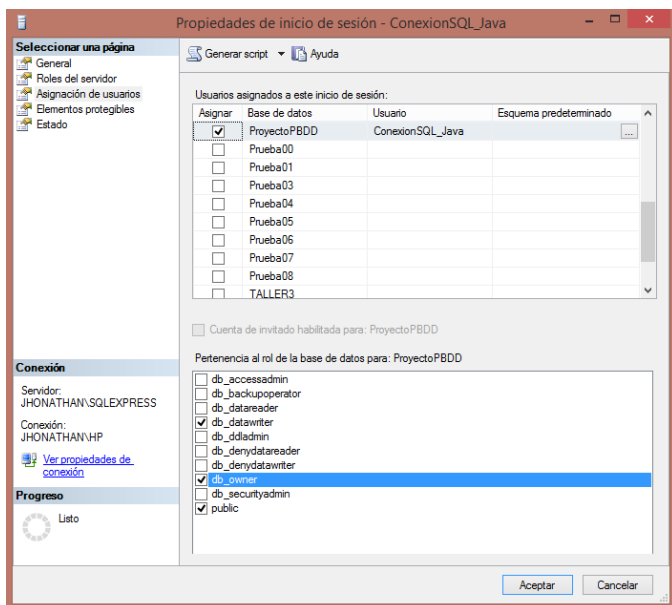 Propiedades de inicio de sesión - ConexionSQL_Java
Seleccionar una página
General
Roles del servidor
Asignación de usuarios
Elementos protegibles
Estado
Generar script
Ayuda
Usuarios asignados a este inicio de sesión:
Asignar Base de datos Usuario Esquema predeterminado
ProyectoPBDD ConexionSQL_Java ...
Prueba00
Prueba01
Prueba03
Prueba04
Prueba05
Prueba06
Prueba07
Prueba08
TALLER3
Cuenta de invitado habilitada para: ProyectoPBDD
Pertenencia al rol de la base de datos para: ProyectoPBDD
db_accessadmin
db_backupoperator
db_datareader
db_datawriter
db_ddladmin
db_denydatareader
db_denydatawriter
db_owner
db_securityadmin
public
Conexión
Servidor:
JHONATHAN\SQLEXPRESS
Conexión:
JHONATHAN\HP
Ver propiedades de
conexión
Progreso
Listo
Aceptar
Cancelar